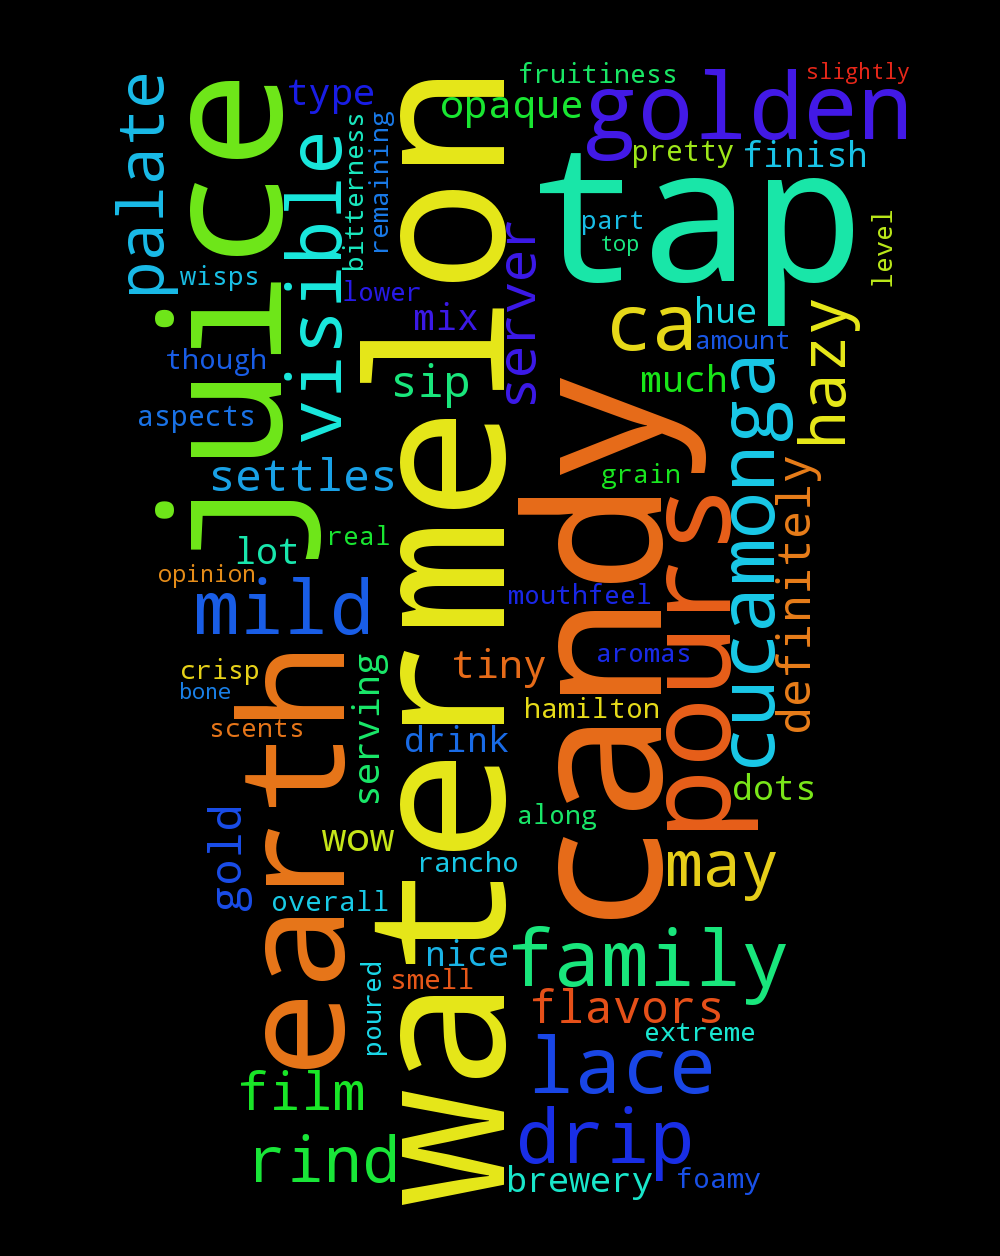 slightly
fruitiness
golden
type
palate
juice
watermelon
opaque
visible
bitterness
remaining
pretty
finish
tap
part
top
level
server
wisps
lower
ca
hue
hazy
mix
amount
though
sip
much
cucamonga
candy
aspects
settles
grain
pours
definitely
real
lot
opinion
mild
mouthfeel
aromas
tiny
crisp
bone
earth
serving
hamilton
scents
drink
dots
along
gold
wow
rancho
may
overall
family
nice
smell
poured
flavors
extreme
lace
film
drip
rind
brewery
foamy